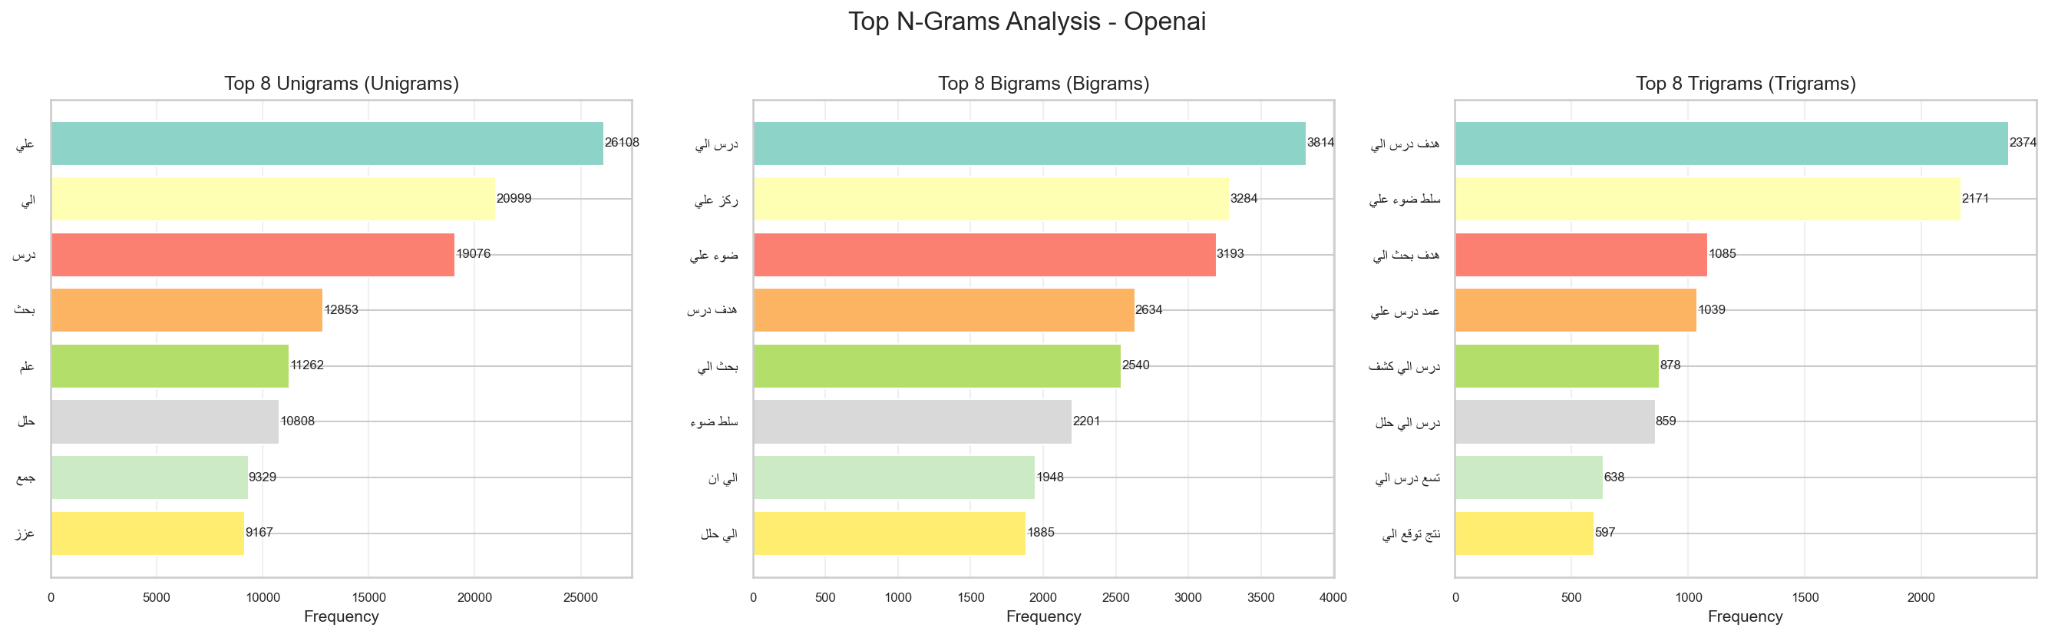 Top N-Grams Analysis - Openai
Top 8 Unigrams (Unigrams)
علي 26108
الي 20999
درس 19076
بحث 12853
علم 11262
حلل 10808
جمع 9329
عزز 9167
0 5000 10000 15000 20000 25000
Frequency
Top 8 Bigrams (Bigrams)
درس الي 3814
ركز علي 3284
ضوء علي 3193
هدف درس 2634
بحث الي 2540
سلط ضوء 2201
الي ان 1948
الي حلل 1885
0 500 1000 1500 2000 2500 3000 3500 4000
Frequency
Top 8 Trigrams (Trigrams)
هدف درس الي 2374
سلط ضوء علي 2171
هدف بحث الي 1085
عمد درس علي 1039
درس الي كشف 878
درس الي حلل 859
تسع درس الي 638
نتج توقع الي 597
0 500 1000 1500 2000
Frequency